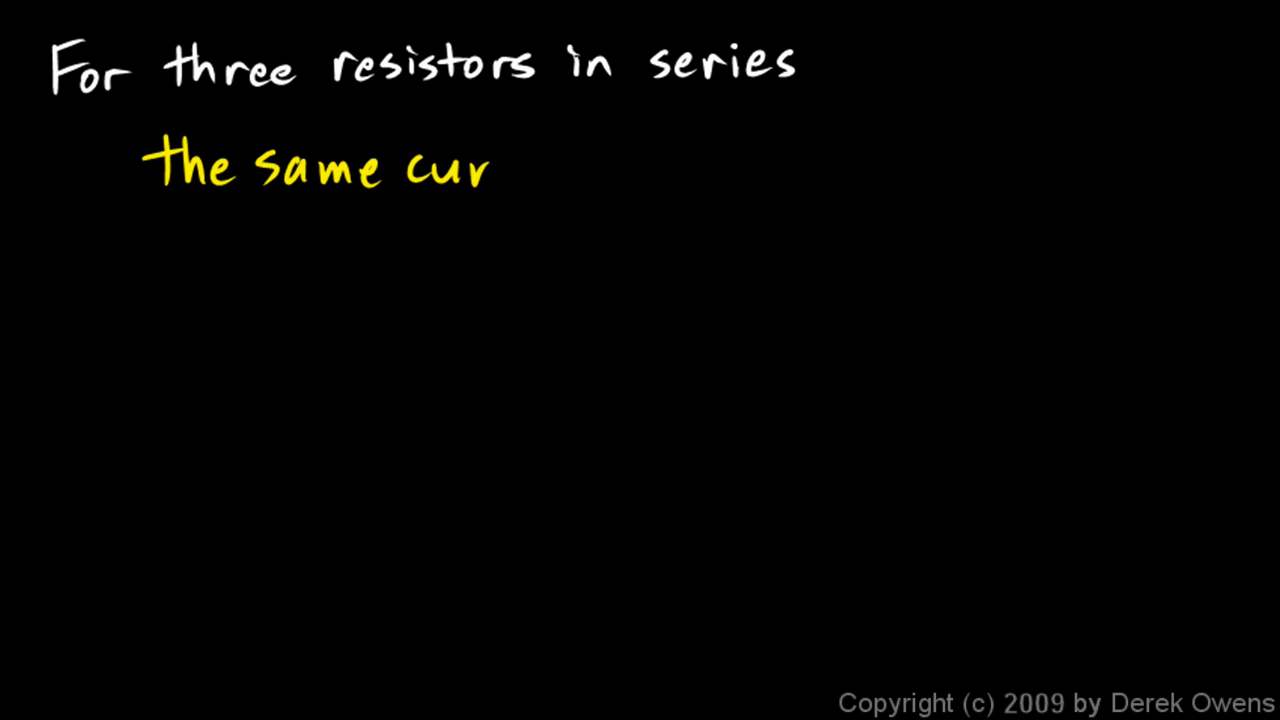 For three resistors in series
the same cur
Copyright (c) 2009 by Derek Owens